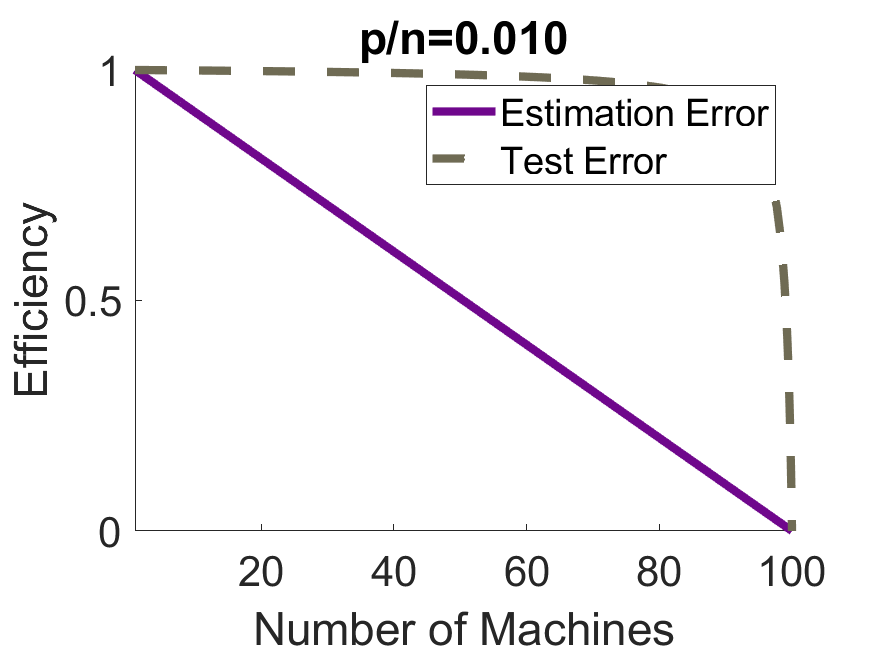 p/n=0.010
1
Estimation Error
Test Error
Efficiency
0.5
0
20 40 60 80 100
Number of Machines